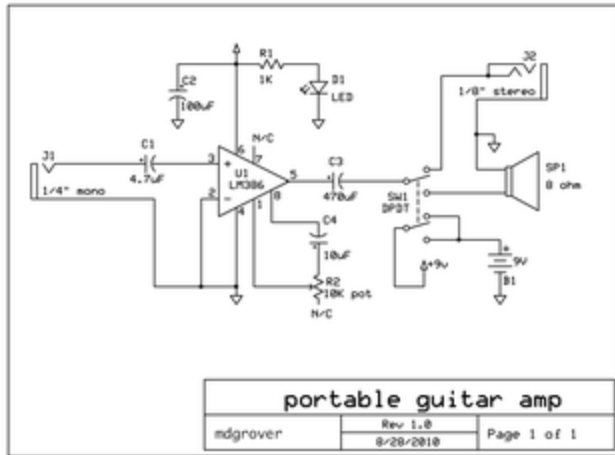 R1
1K
C2
100uF
D1
LED
J2
1/8" stereo
J1
1/4" mono
C1
4.7uF
3
+
2
-
6
7
N/C
U1
LM386
5
4
1
8
C3
470uF
C4
10uF
R2
10K pot
N/C
SW1
DPDT
SP1
8 ohm
+9v
+
9V
B1
portable guitar amp
mdgrover
Rev 1.0
8/28/2010
Page 1 of 1